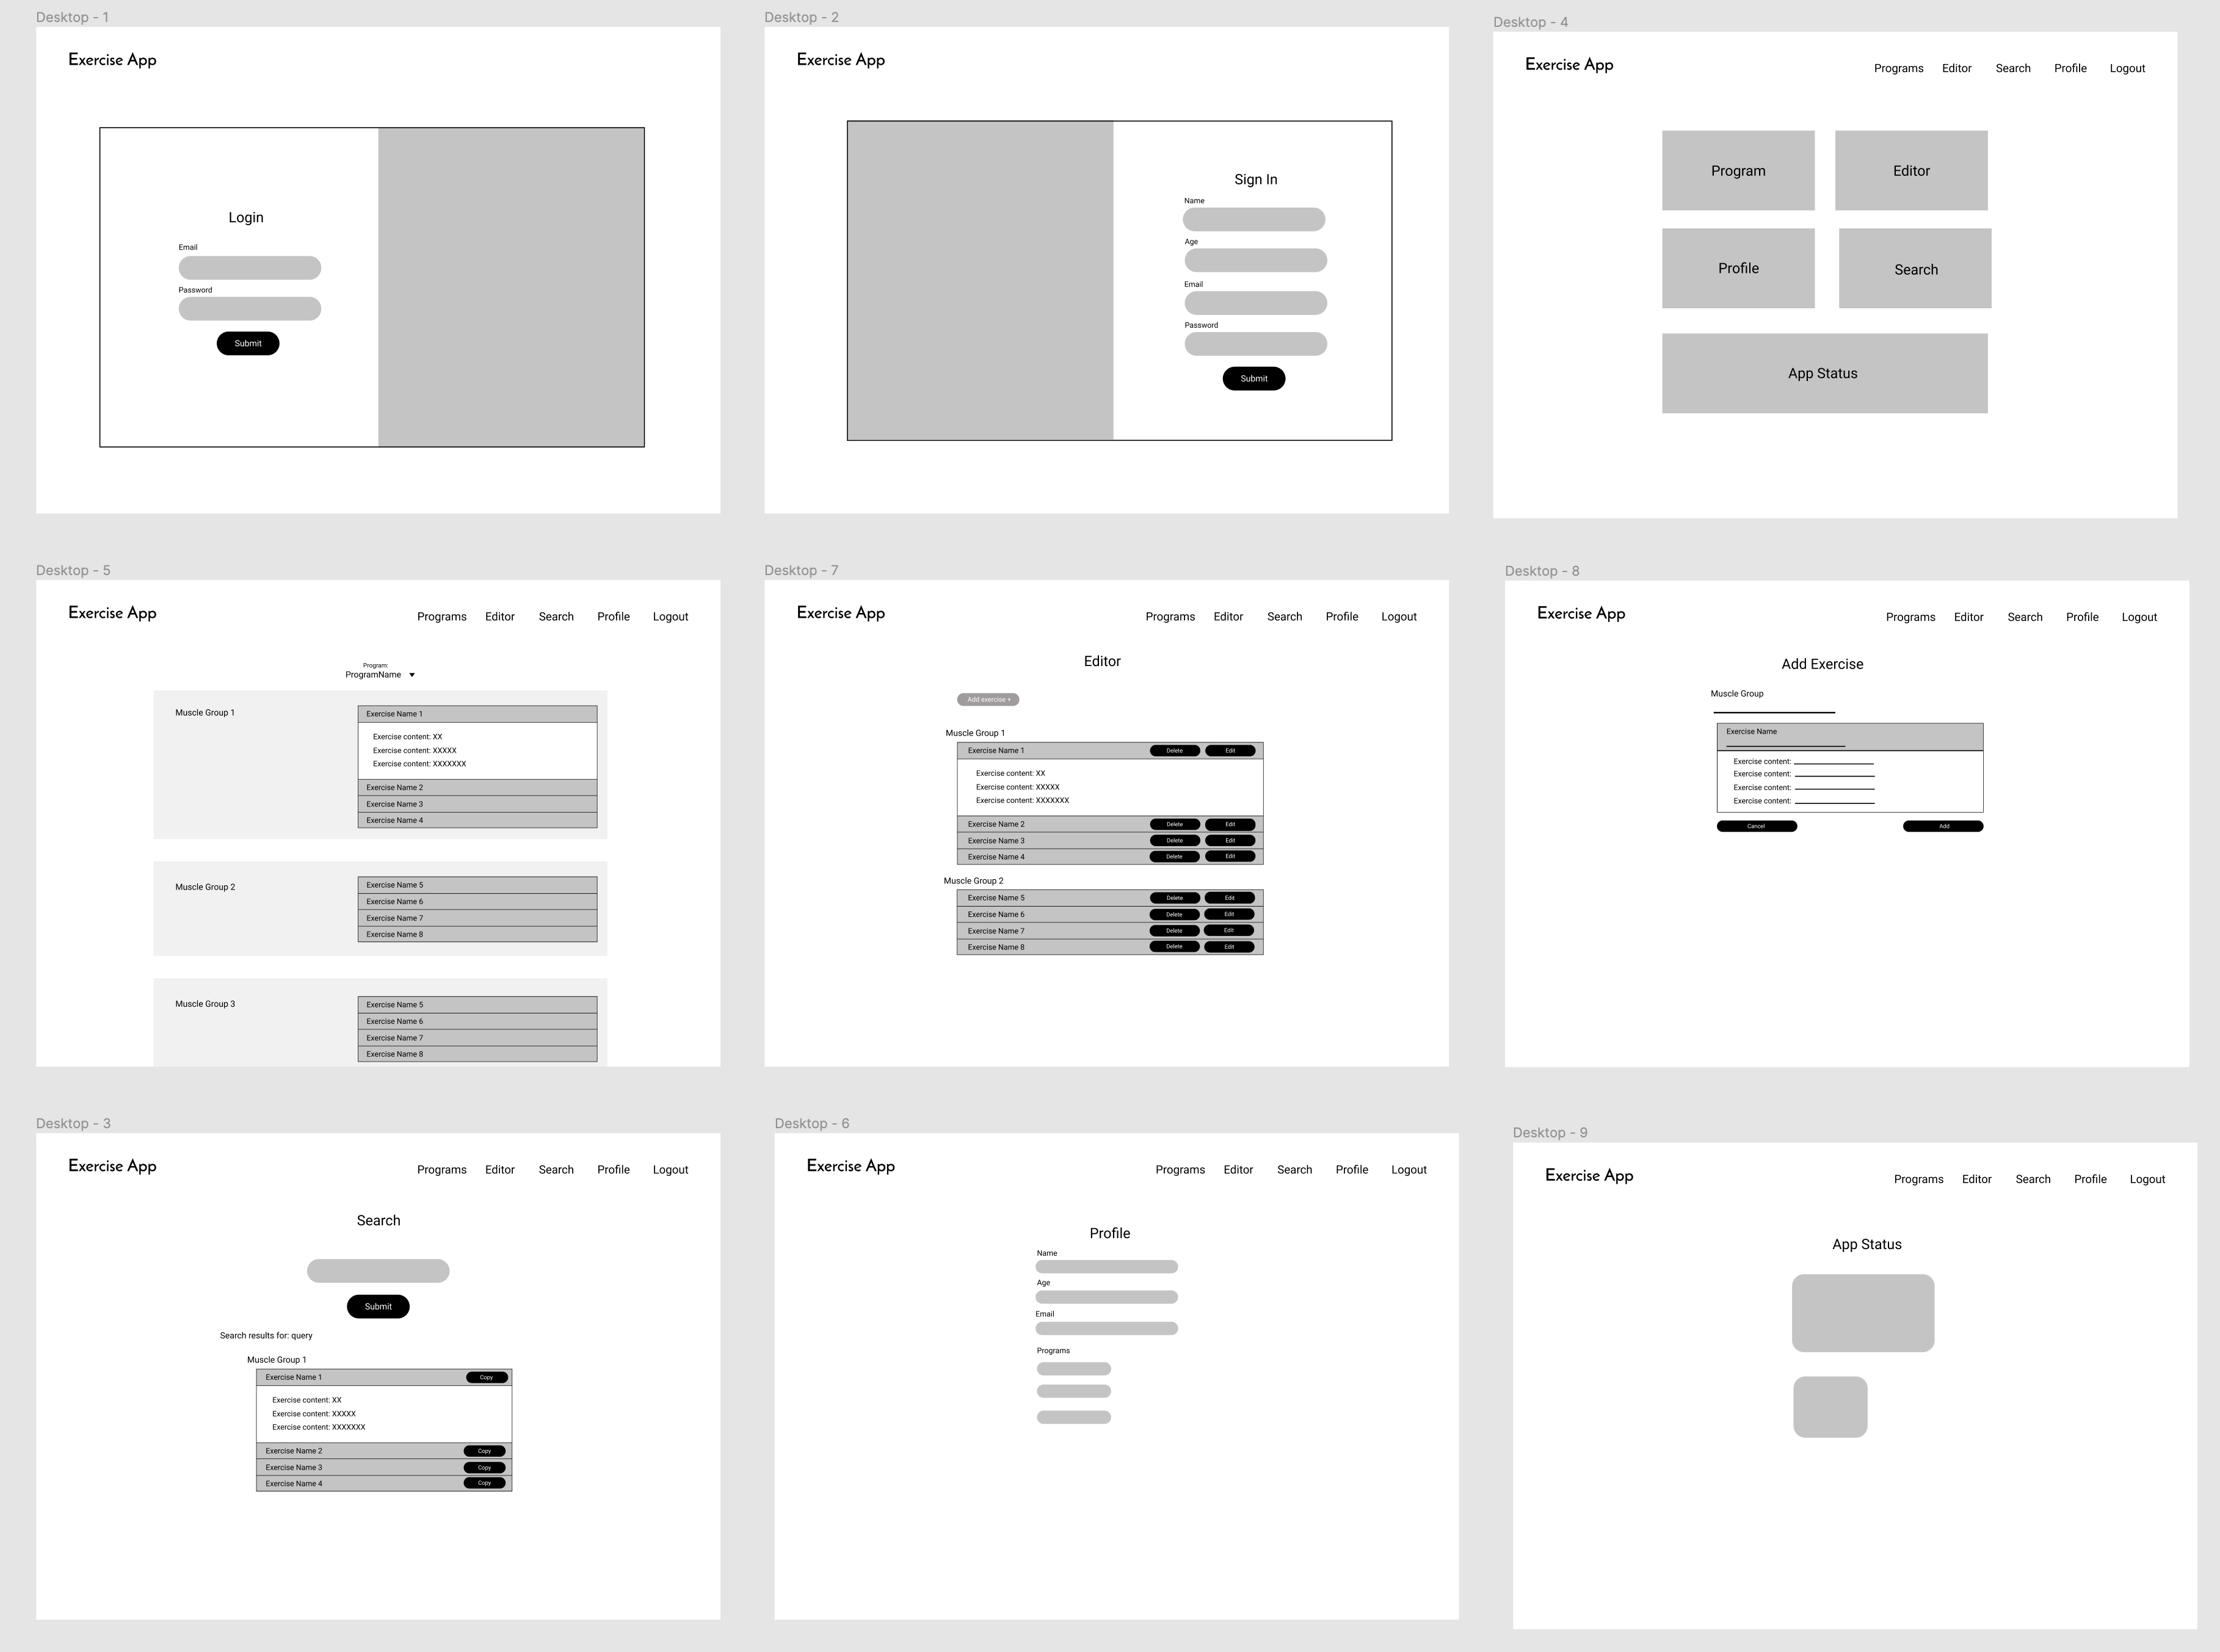 Desktop - 1
Exercise App
Login
Email
Password
Submit
Desktop - 2
Exercise App
Sign In
Name
Age
Email
Password
Submit
Desktop - 4
Exercise App
Programs Editor Search Profile Logout
Program
Editor
Profile
Search
App Status
Desktop - 5
Exercise App
Programs Editor Search Profile Logout
Program:
ProgramName
Muscle Group 1
Exercise Name 1
Exercise content: XX
Exercise content: XXXXX
Exercise content: XXXXXXX
Exercise Name 2
Exercise Name 3
Exercise Name 4
Muscle Group 2
Exercise Name 5
Exercise Name 6
Exercise Name 7
Exercise Name 8
Muscle Group 3
Exercise Name 5
Exercise Name 6
Exercise Name 7
Exercise Name 8
Desktop - 7
Exercise App
Programs Editor Search Profile Logout
Editor
Add exercise +
Muscle Group 1
Exercise Name 1 Delete Edit
Exercise content: XX
Exercise content: XXXXX
Exercise content: XXXXXXX
Exercise Name 2 Delete Edit
Exercise Name 3 Delete Edit
Exercise Name 4 Delete Edit
Muscle Group 2
Exercise Name 5 Delete Edit
Exercise Name 6 Delete Edit
Exercise Name 7 Delete Edit
Exercise Name 8 Delete Edit
Desktop - 8
Exercise App
Programs Editor Search Profile Logout
Add Exercise
Muscle Group
Exercise Name
Exercise content:
Exercise content:
Exercise content:
Exercise content:
Cancel Add
Desktop - 3
Exercise App
Programs Editor Search Profile Logout
Search
Submit
Search results for: query
Muscle Group 1
Exercise Name 1 Copy
Exercise content: XX
Exercise content: XXXXX
Exercise content: XXXXXXX
Exercise Name 2 Copy
Exercise Name 3 Copy
Exercise Name 4 Copy
Desktop - 6
Exercise App
Programs Editor Search Profile Logout
Profile
Name
Age
Email
Programs
Desktop - 9
Exercise App
Programs Editor Search Profile Logout
App Status